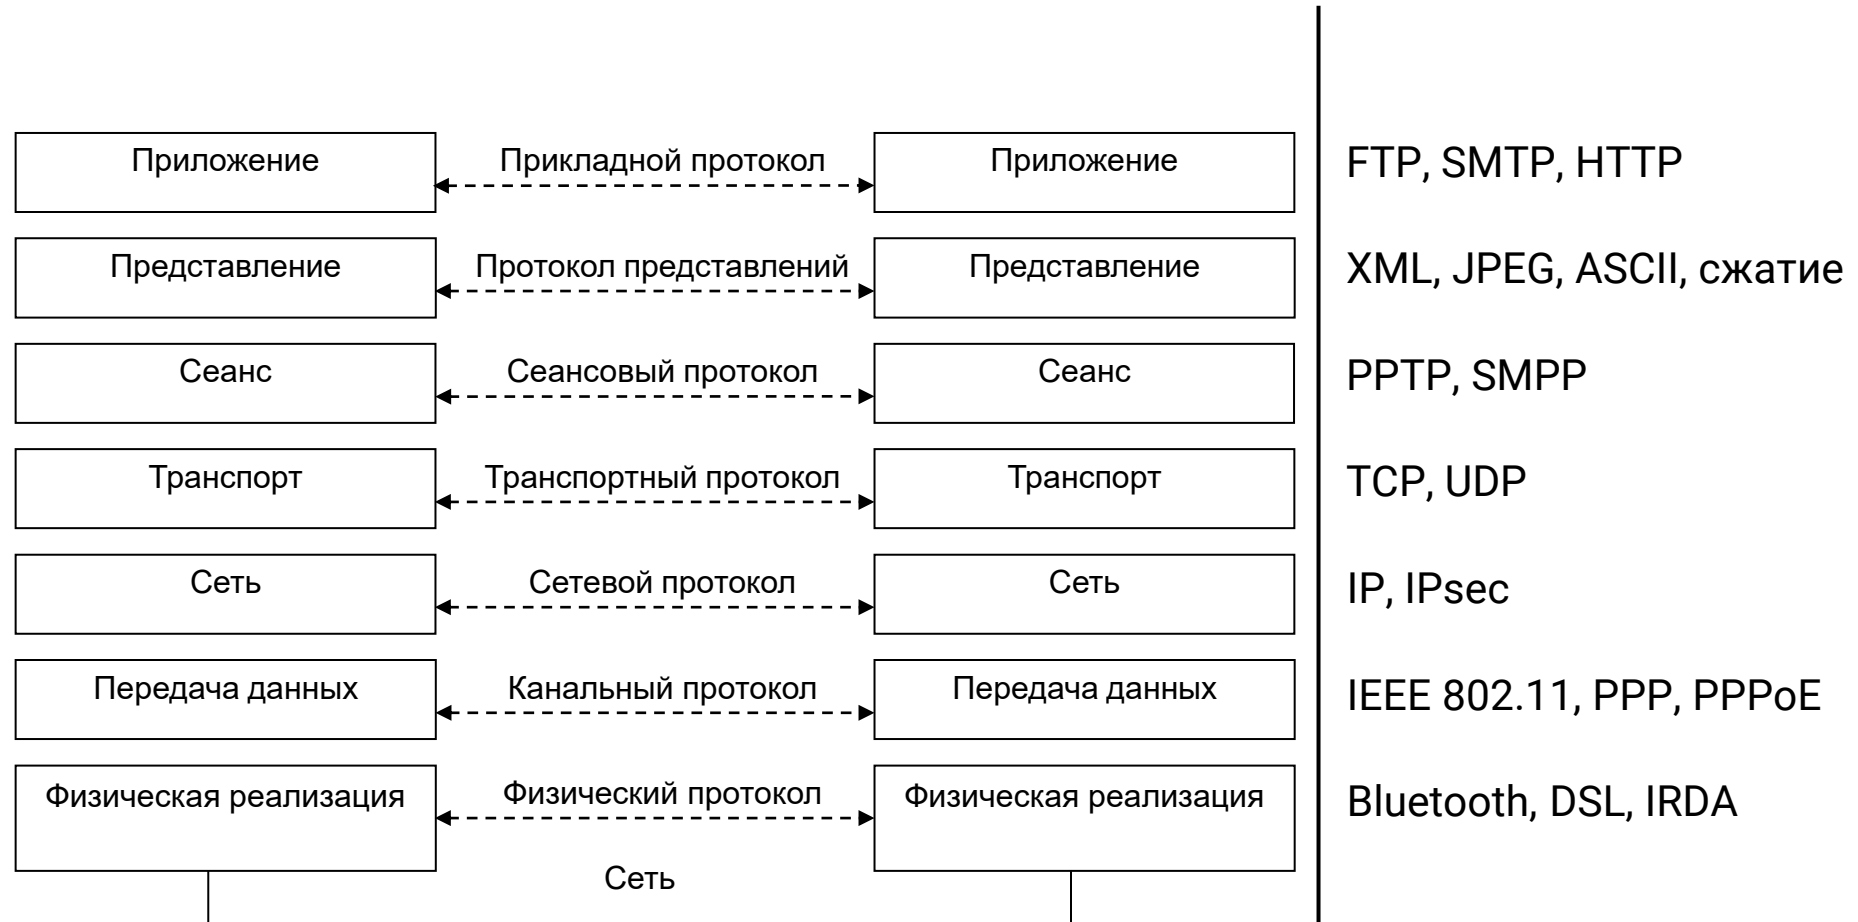 Приложение Прикладной протокол Приложение FTP, SMTP, HTTP
Представление Протокол представлений Представление XML, JPEG, ASCII, сжатие
Сеанс Сеансовый протокол Сеанс PPTP, SMPP
Транспорт Транспортный протокол Транспорт TCP, UDP
Сеть Сетевой протокол Сеть IP, IPsec
Передача данных Канальный протокол Передача данных IEEE 802.11, PPP, PPPoE
Физическая реализация Физический протокол Физическая реализация Bluetooth, DSL, IRDA
Сеть